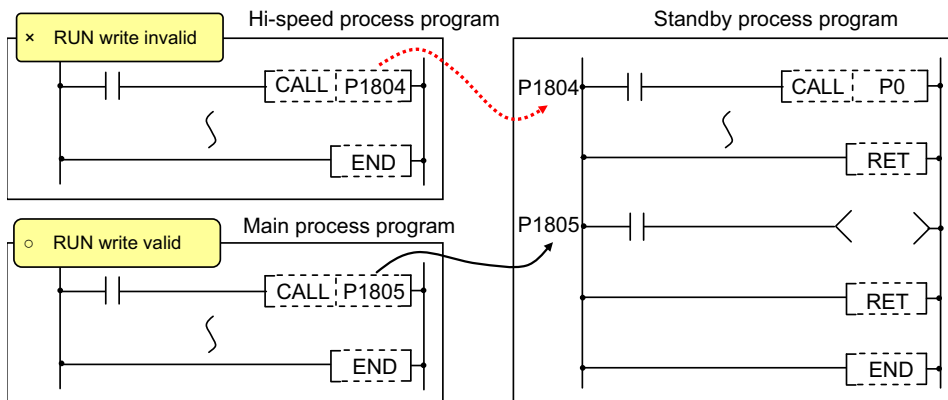 Hi-speed process program
× RUN write invalid
CALL P1804
END
Main process program
○ RUN write valid
CALL P1805
END
Standby process program
P1804
CALL P0
RET
P1805
RET
END